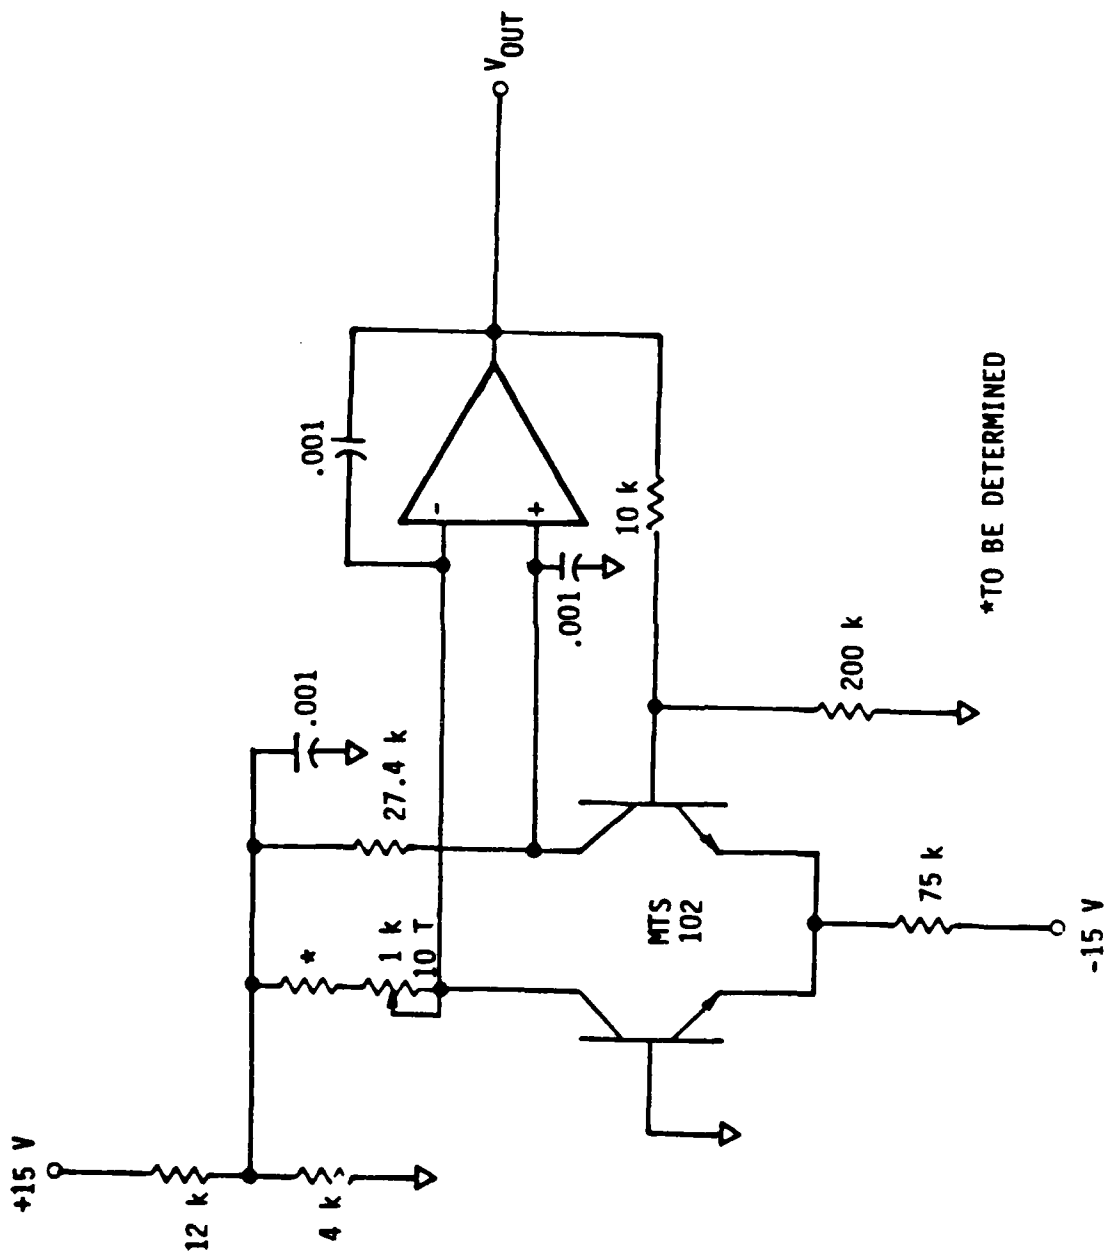 +15 V
12 k
4 k
*
1 k
10 T
27.4 k
.001
.001
-
+
.001
10 k
V_OUT
MTS
102
200 k
75 k
-15 V
*TO BE DETERMINED